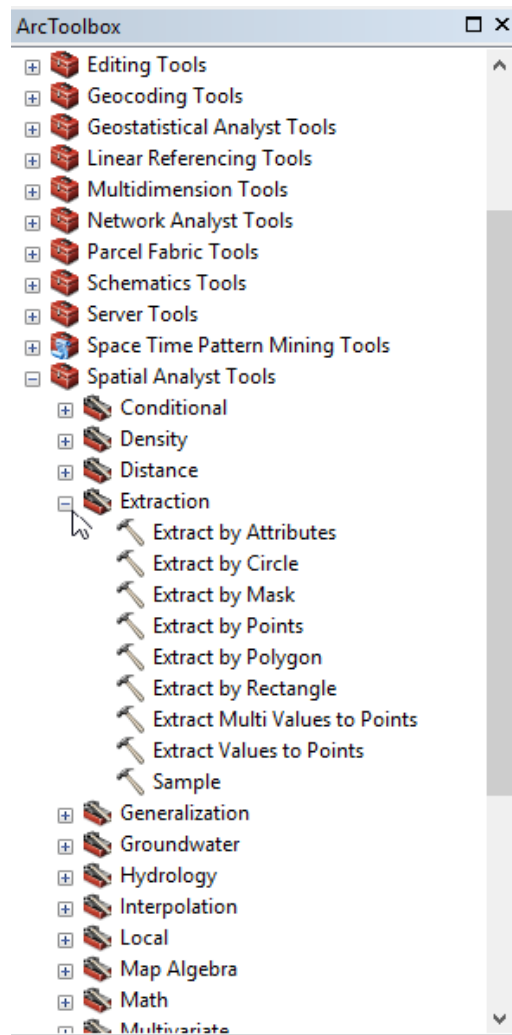 ArcToolbox
Editing Tools
Geocoding Tools
Geostatistical Analyst Tools
Linear Referencing Tools
Multidimension Tools
Network Analyst Tools
Parcel Fabric Tools
Schematics Tools
Server Tools
Space Time Pattern Mining Tools
Spatial Analyst Tools
Conditional
Density
Distance
Extraction
Extract by Attributes
Extract by Circle
Extract by Mask
Extract by Points
Extract by Polygon
Extract by Rectangle
Extract Multi Values to Points
Extract Values to Points
Sample
Generalization
Groundwater
Hydrology
Interpolation
Local
Map Algebra
Math
Multivariate